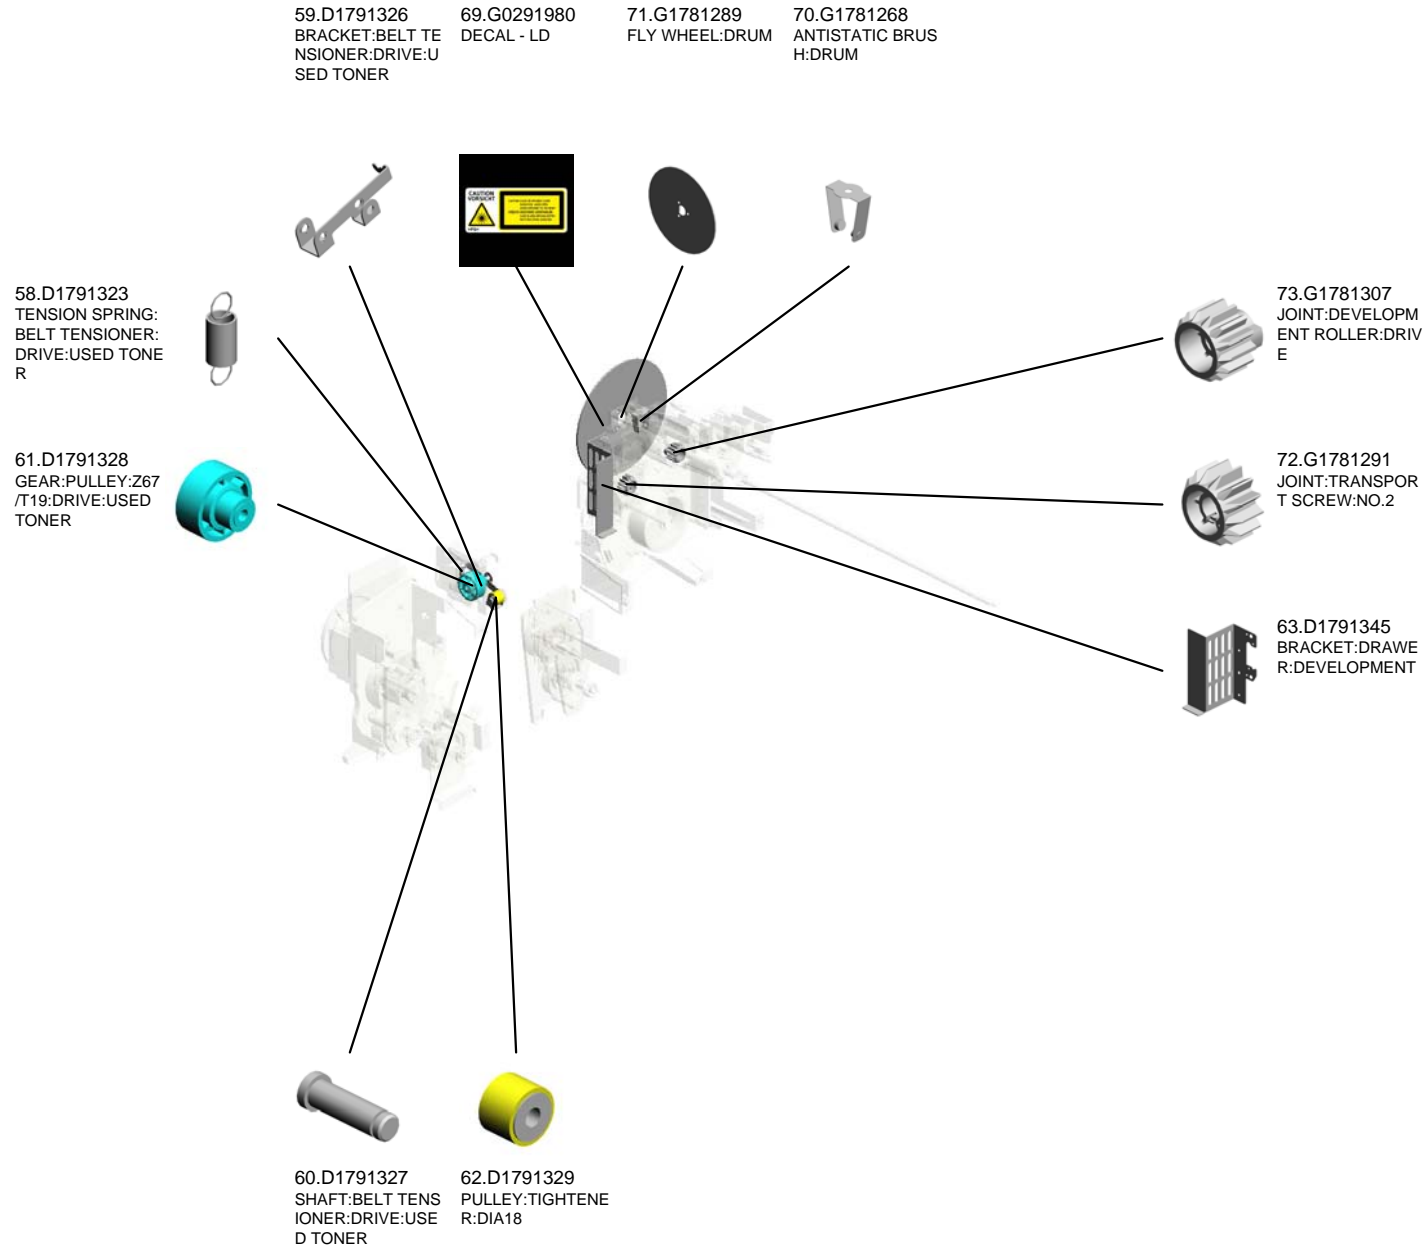 59.D1791326
BRACKET:BELT TE
NSIONER:DRIVE:U
SED TONER
69.G0291980
DECAL - LD
71.G1781289
FLY WHEEL:DRUM
70.G1781268
ANTISTATIC BRUS
H:DRUM
CAUTION
VORSICHT
58.D1791323
TENSION SPRING:
BELT TENSIONER:
DRIVE:USED TONE
R
73.G1781307
JOINT:DEVELOPM
ENT ROLLER:DRIV
E
61.D1791328
GEAR:PULLEY:Z67
/T19:DRIVE:USED
TONER
72.G1781291
JOINT:TRANSPOR
T SCREW:NO.2
63.D1791345
BRACKET:DRAWE
R:DEVELOPMENT
60.D1791327
SHAFT:BELT TENS
IONER:DRIVE:USE
D TONER
62.D1791329
PULLEY:TIGHTENE
R:DIA18